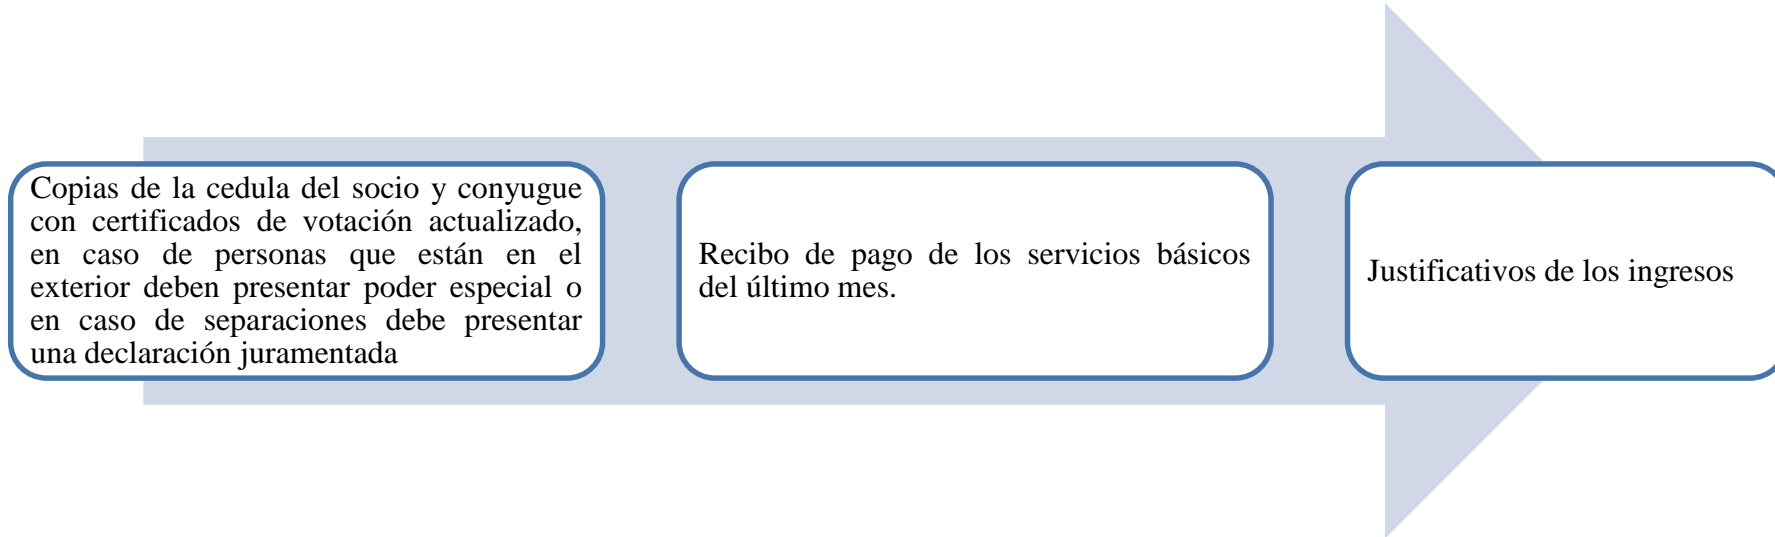 Copias de la cedula del socio y conyugue
con certificados de votación actualizado,
en caso de personas que están en el
exterior deben presentar poder especial o
en caso de separaciones debe presentar
una declaración juramentada
Recibo de pago de los servicios básicos
del último mes.
Justificativos de los ingresos